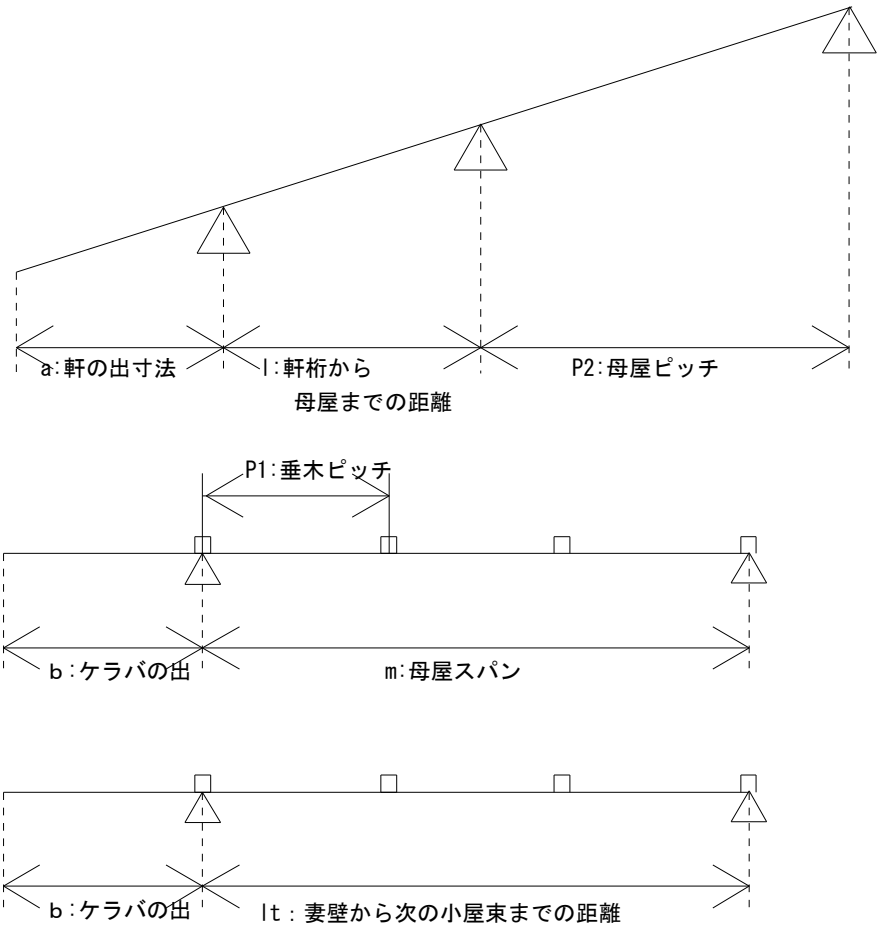 a:軒の出寸法
l:軒桁から
母屋までの距離
P2:母屋ピッチ
P1:垂木ピッチ
b:ケラバの出
m:母屋スパン
b:ケラバの出
lt：妻壁から次の小屋束までの距離